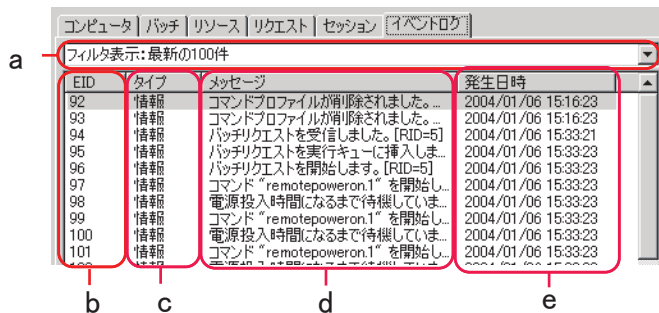 コンピュータ バッチ リソース リクエスト セッション イベントログ
a
フィルタ表示:最新の100件
EID タイプ メッセージ 発生日時
92 情報 コマンドプロファイルが削除されました。... 2004/01/06 15:16:23
93 情報 コマンドプロファイルが削除されました。... 2004/01/06 15:16:23
94 情報 バッチリクエストを受信しました。[RID=5] 2004/01/06 15:33:21
95 情報 バッチリクエストを実行キューに挿入しま... 2004/01/06 15:33:23
96 情報 バッチリクエストを開始します。[RID=5] 2004/01/06 15:33:23
97 情報 コマンド "remotepoweron.1" を開始し... 2004/01/06 15:33:23
98 情報 電源投入時間になるまで待機していま... 2004/01/06 15:33:23
99 情報 コマンド "remotepoweron.1" を開始し... 2004/01/06 15:33:23
100 情報 電源投入時間になるまで待機していま... 2004/01/06 15:33:23
101 情報 コマンド "remotepoweron.1" を開始し... 2004/01/06 15:33:23
b c d e